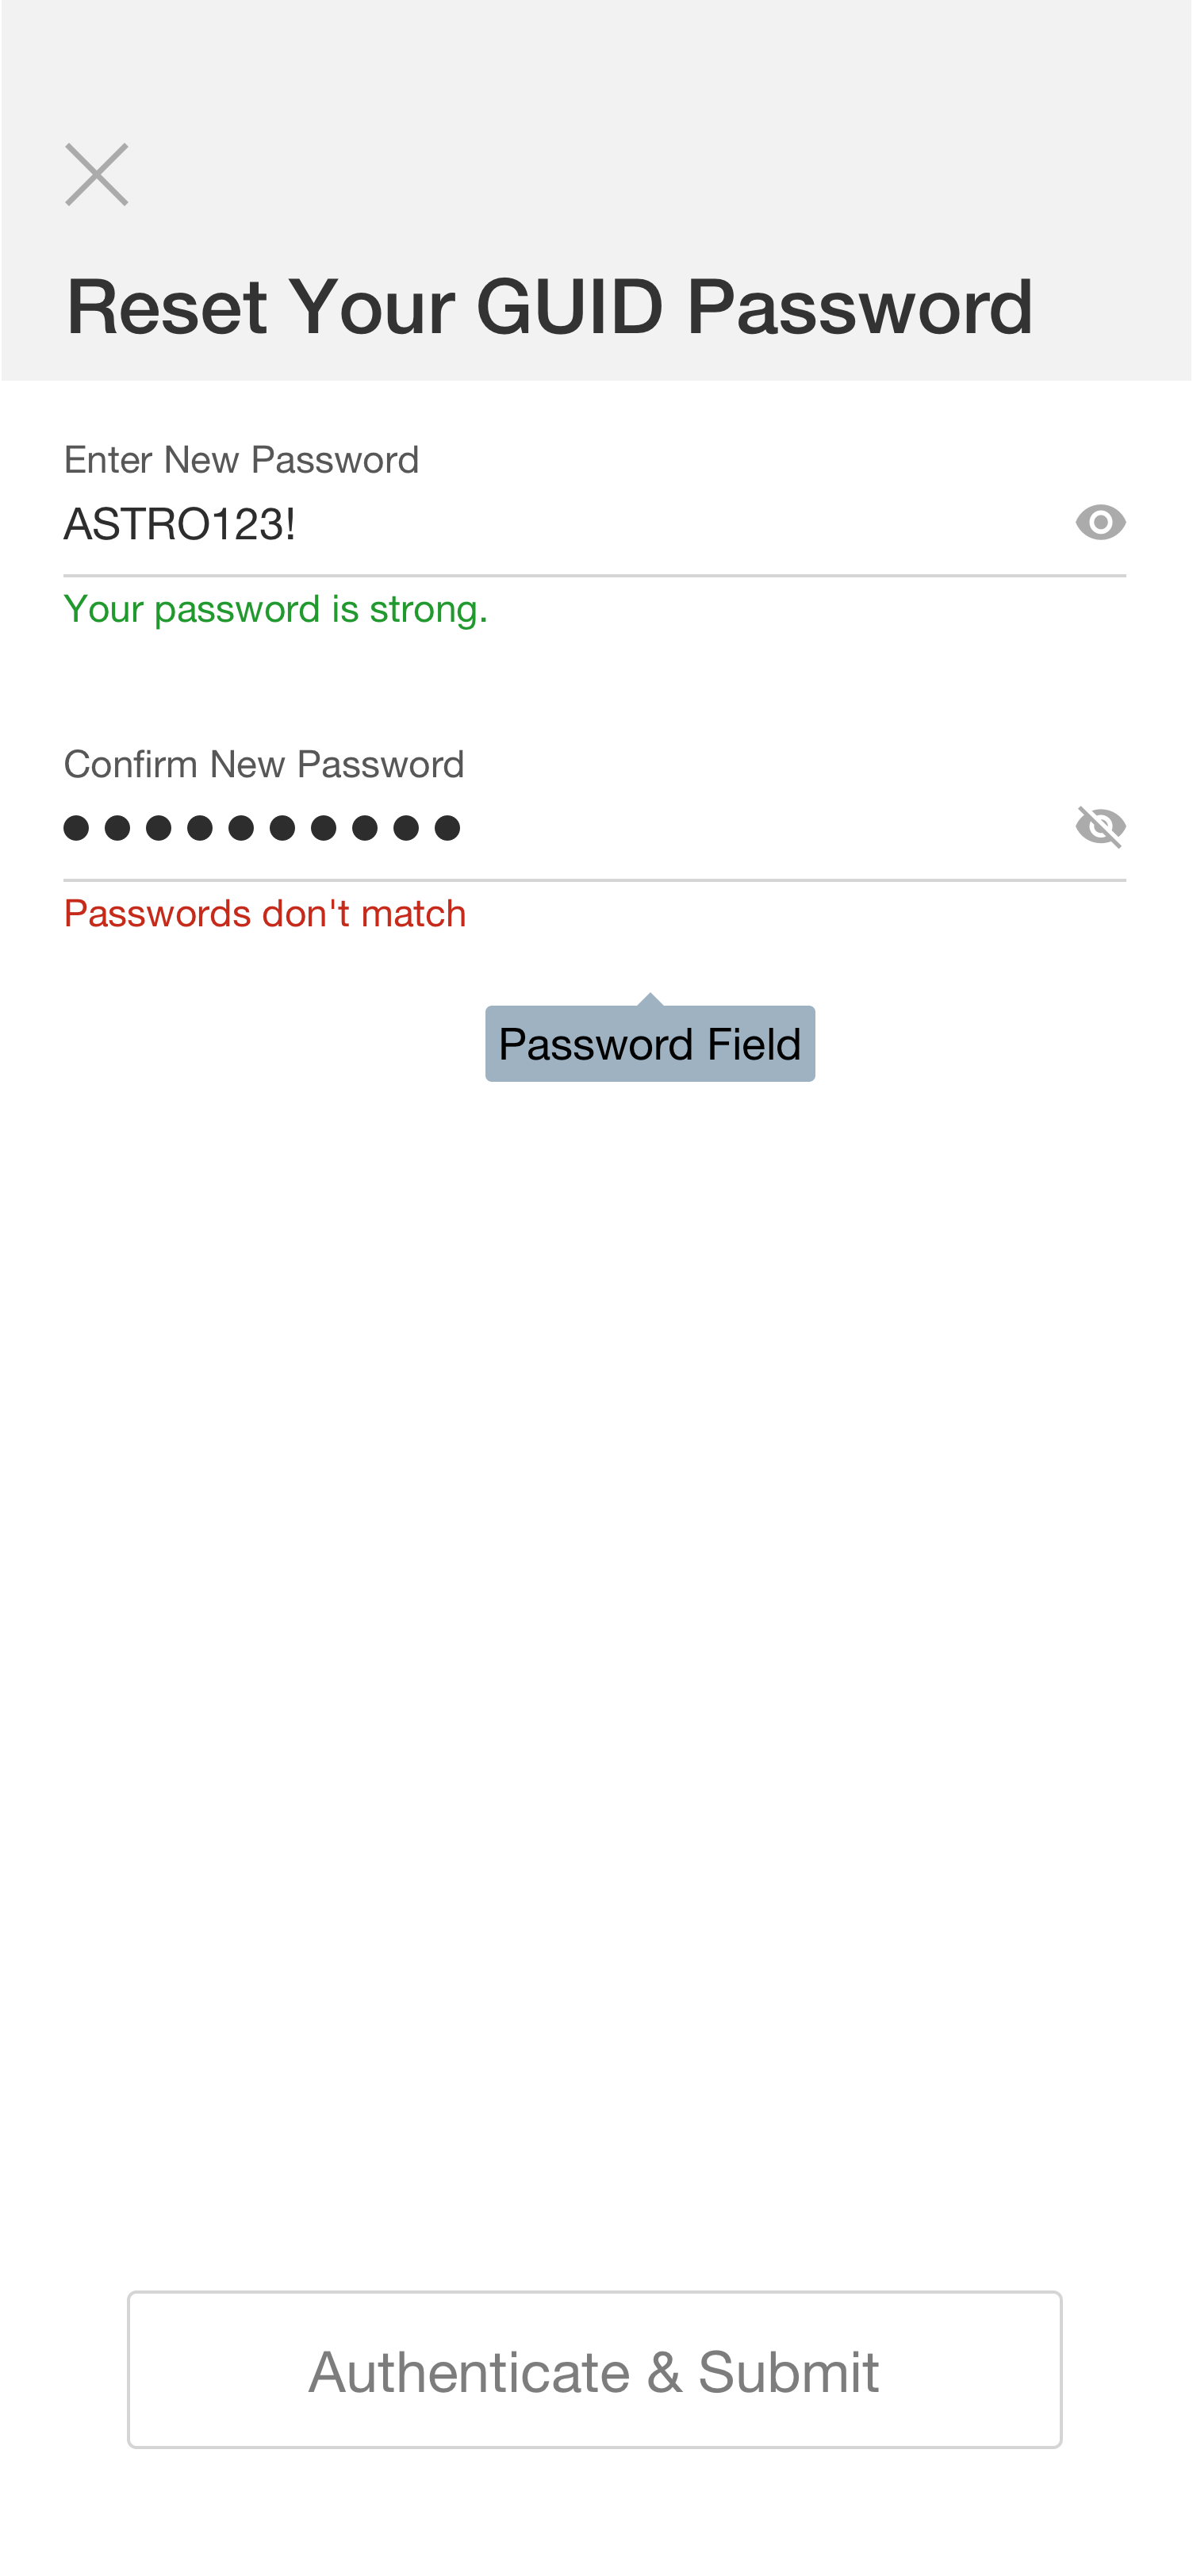 Reset Your GUID Password
Enter New Password
ASTRO123!
Your password is strong.
Confirm New Password
Passwords don't match
Password Field
Authenticate & Submit